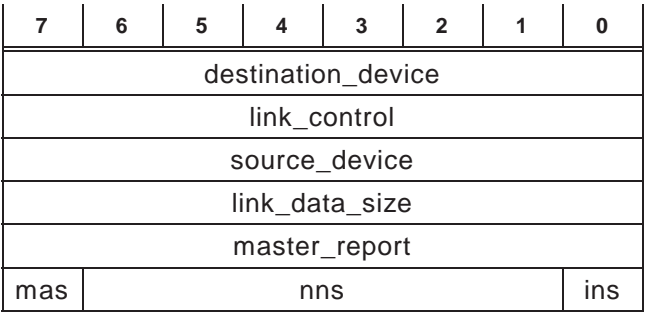 7 6 5 4 3 2 1 0
destination_device
link_control
source_device
link_data_size
master_report
mas nns ins